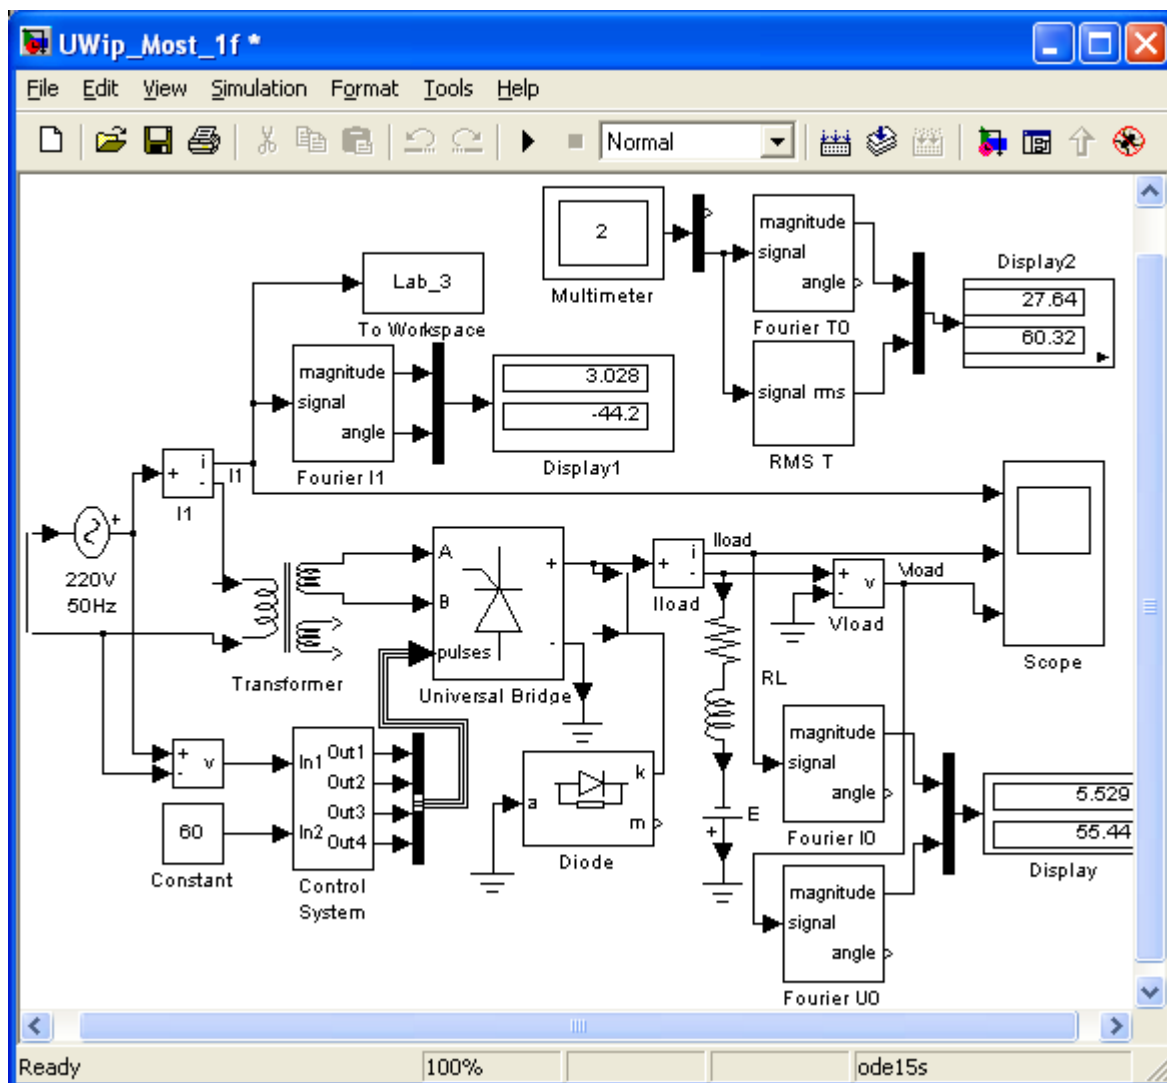 UWip_Most_1f *
File Edit View Simulation Format Tools Help
Normal
2
Multimeter
magnitude
signal
angle
Fourier T0
Display2
27.64
60.32
Lab_3
To Workspace
magnitude
signal
angle
Fourier I1
3.028
-44.2
Display1
signal rms
RMS T
+
i
-
I1
I1
+
220V
50Hz
Transformer
A
B
pulses
+
-
Universal Bridge
+
i
-
Iload
Iload
+
-
v
Vload
Vload
Scope
RL
+
-
v
60
Constant
In1
In2
Out1
Out2
Out3
Out4
Control
System
a
k
m
Diode
E
+
magnitude
signal
angle
Fourier I0
magnitude
signal
angle
Fourier U0
5.529
55.44
Display
Ready 100% ode15s